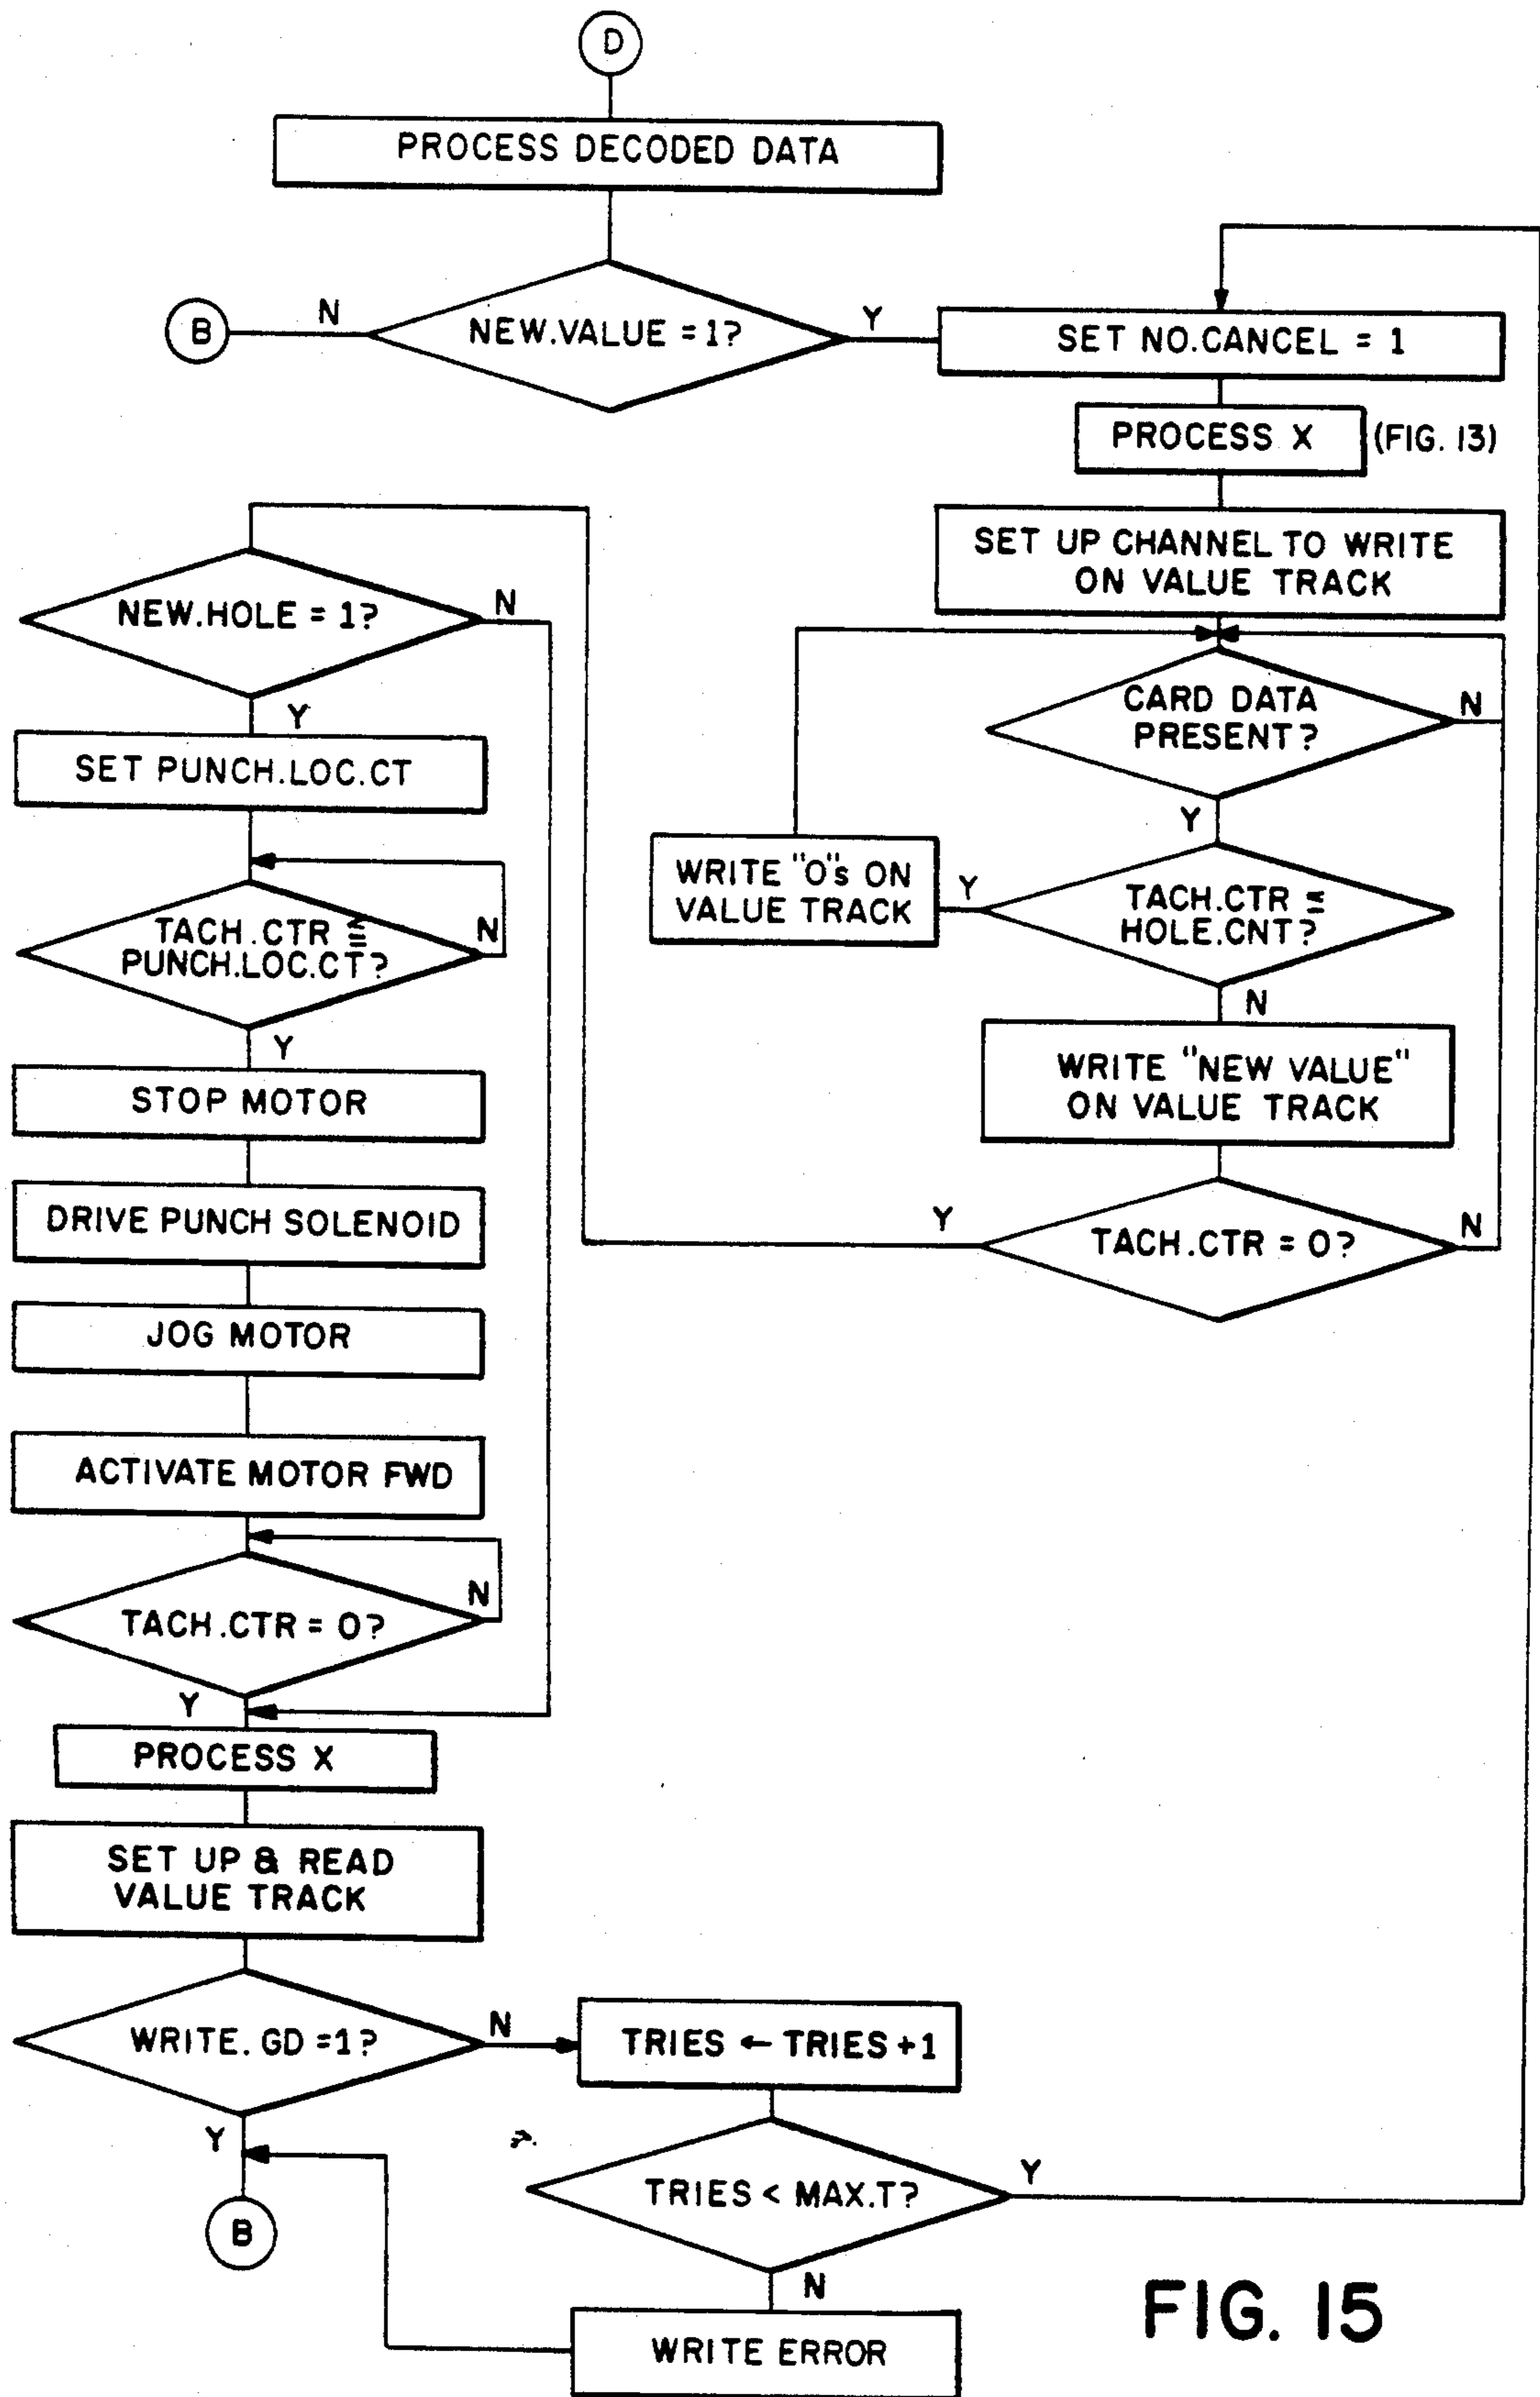 D
PROCESS DECODED DATA
B
N
NEW.VALUE = 1?
Y
SET NO.CANCEL = 1
PROCESS X
(FIG. 13)
SET UP CHANNEL TO WRITE
ON VALUE TRACK
CARD DATA
PRESENT?
N
Y
TACH.CTR ≦
HOLE.CNT?
Y
WRITE "0"s ON
VALUE TRACK
N
WRITE "NEW VALUE"
ON VALUE TRACK
TACH.CTR = 0?
N
Y
NEW.HOLE = 1?
N
Y
SET PUNCH.LOC.CT
TACH.CTR
PUNCH.LOC.CT?
N
Y
STOP MOTOR
DRIVE PUNCH SOLENOID
JOG MOTOR
ACTIVATE MOTOR FWD
TACH.CTR = 0?
N
Y
PROCESS X
SET UP & READ
VALUE TRACK
WRITE. GD =1?
N
TRIES ← TRIES +1
Y
B
TRIES < MAX.T?
Y
N
WRITE ERROR
FIG. 15